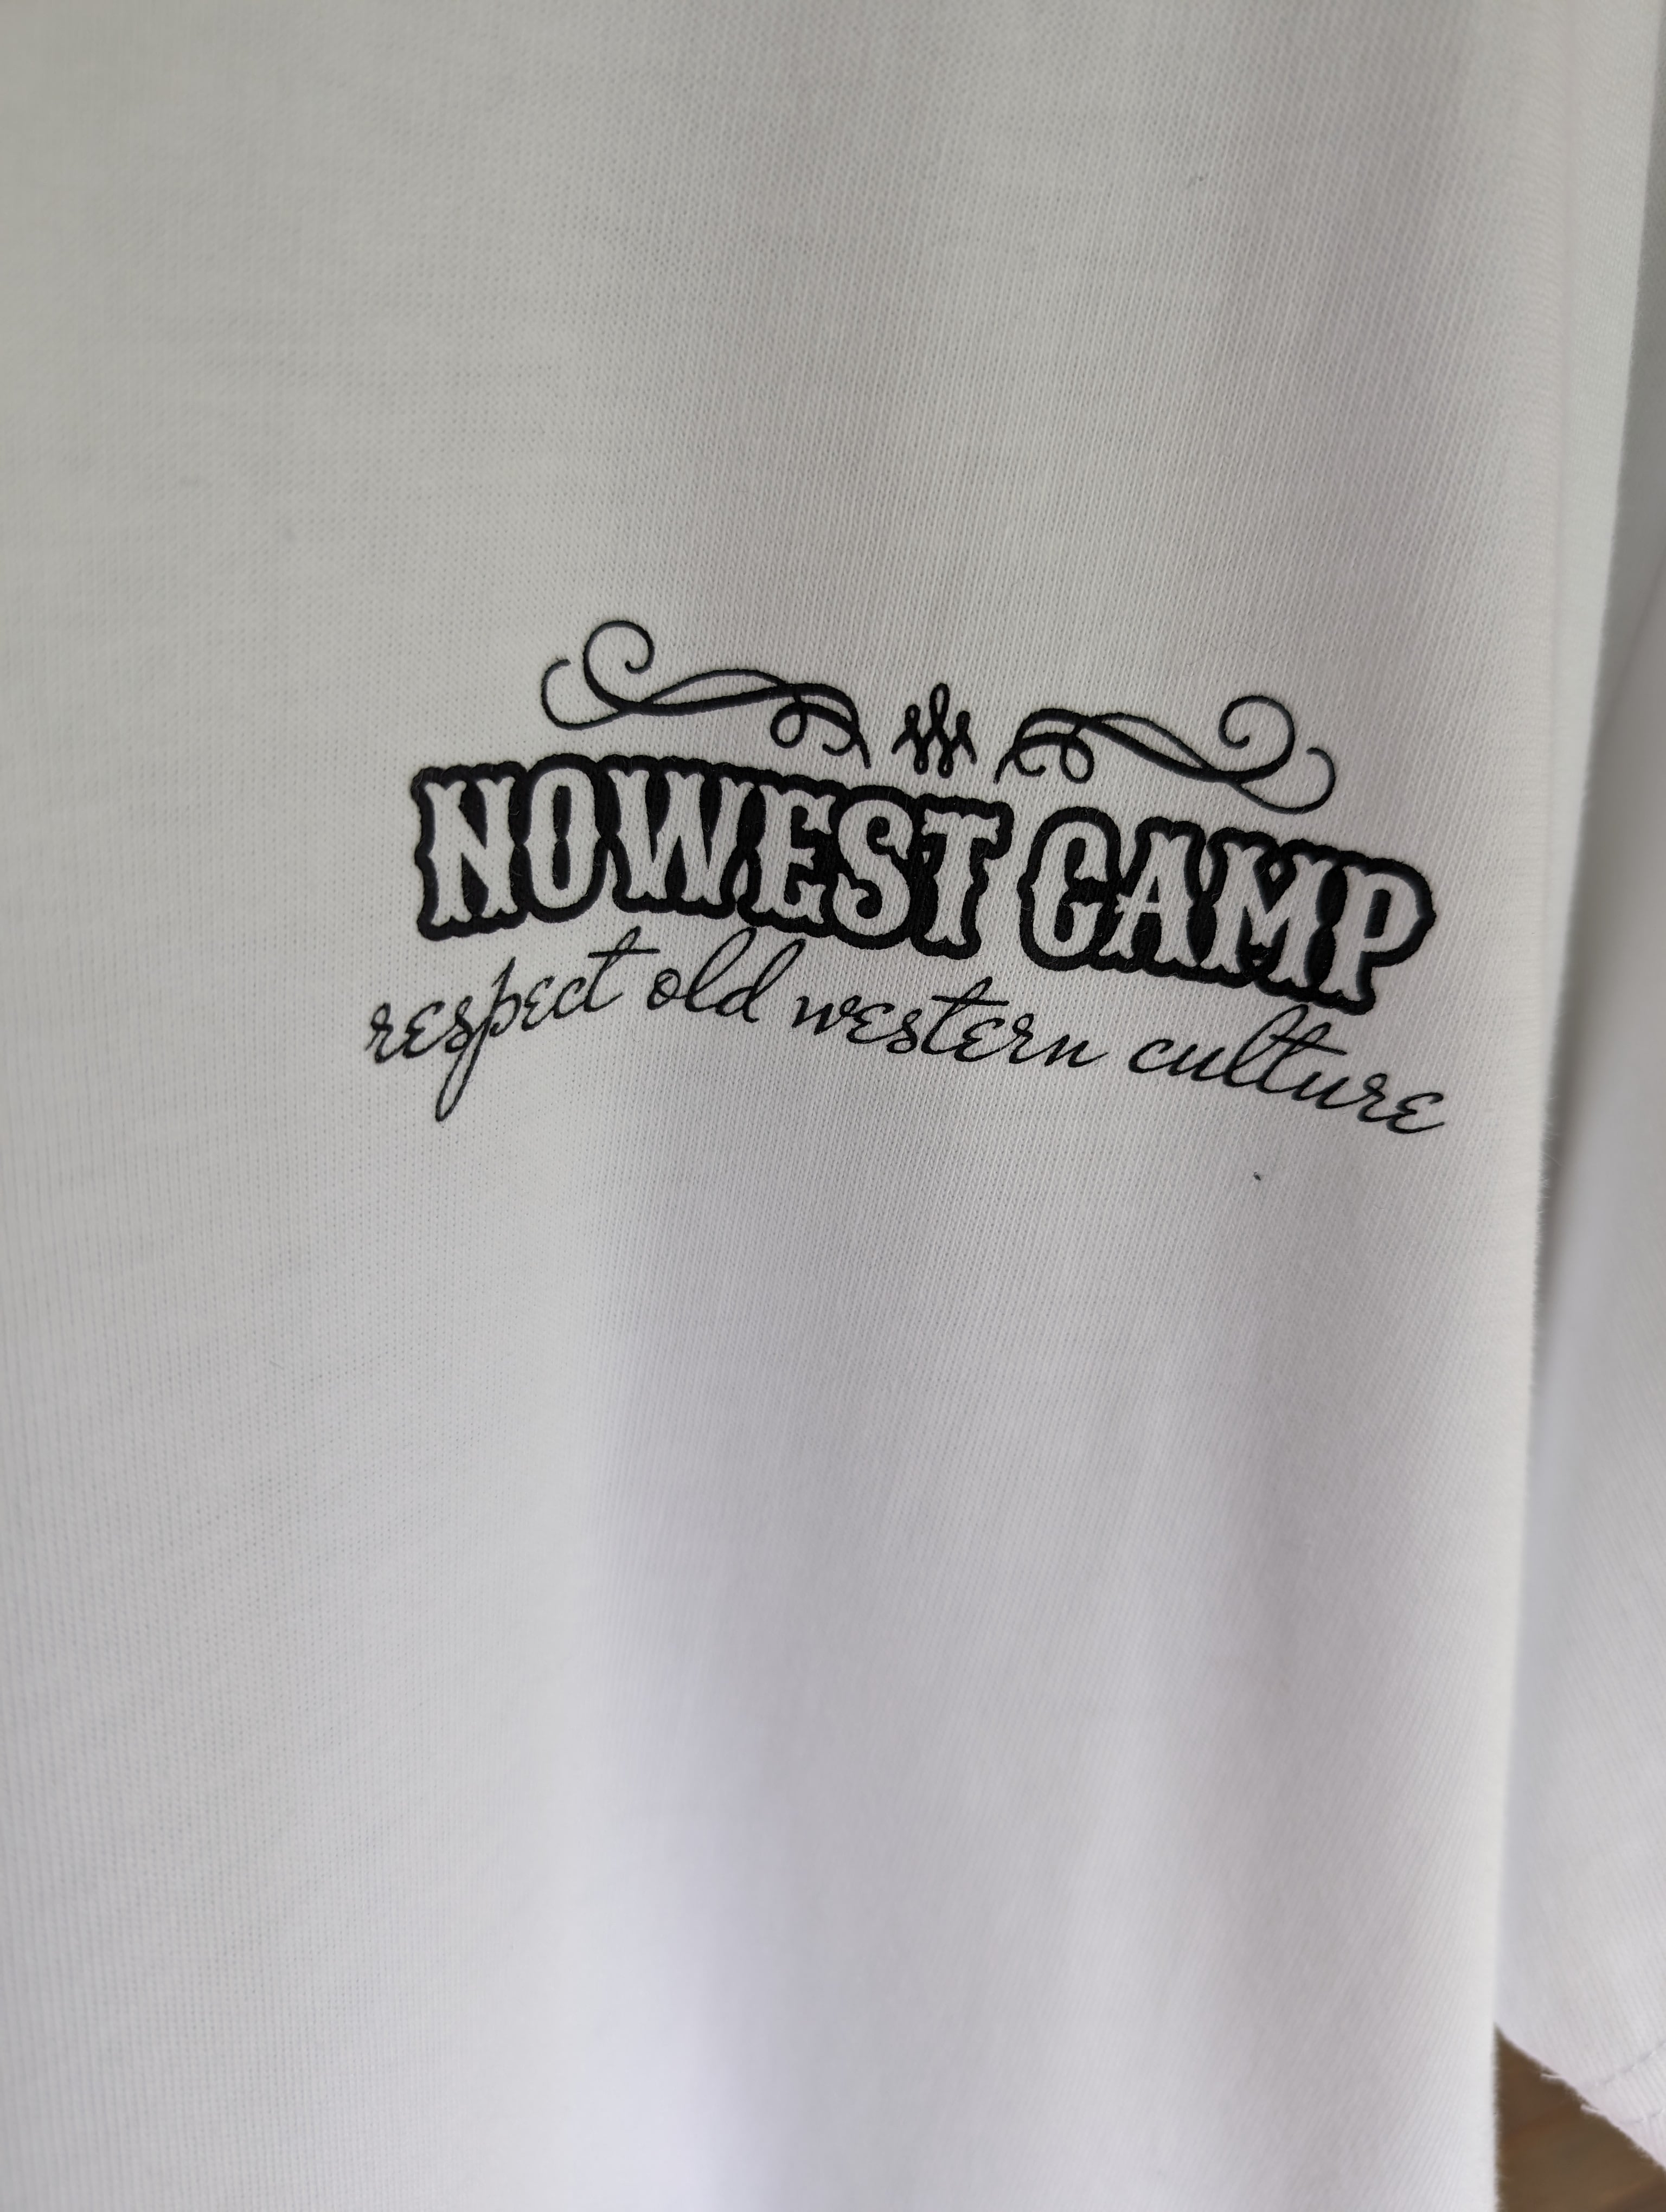 NOWEST CAMP
respect old western culture